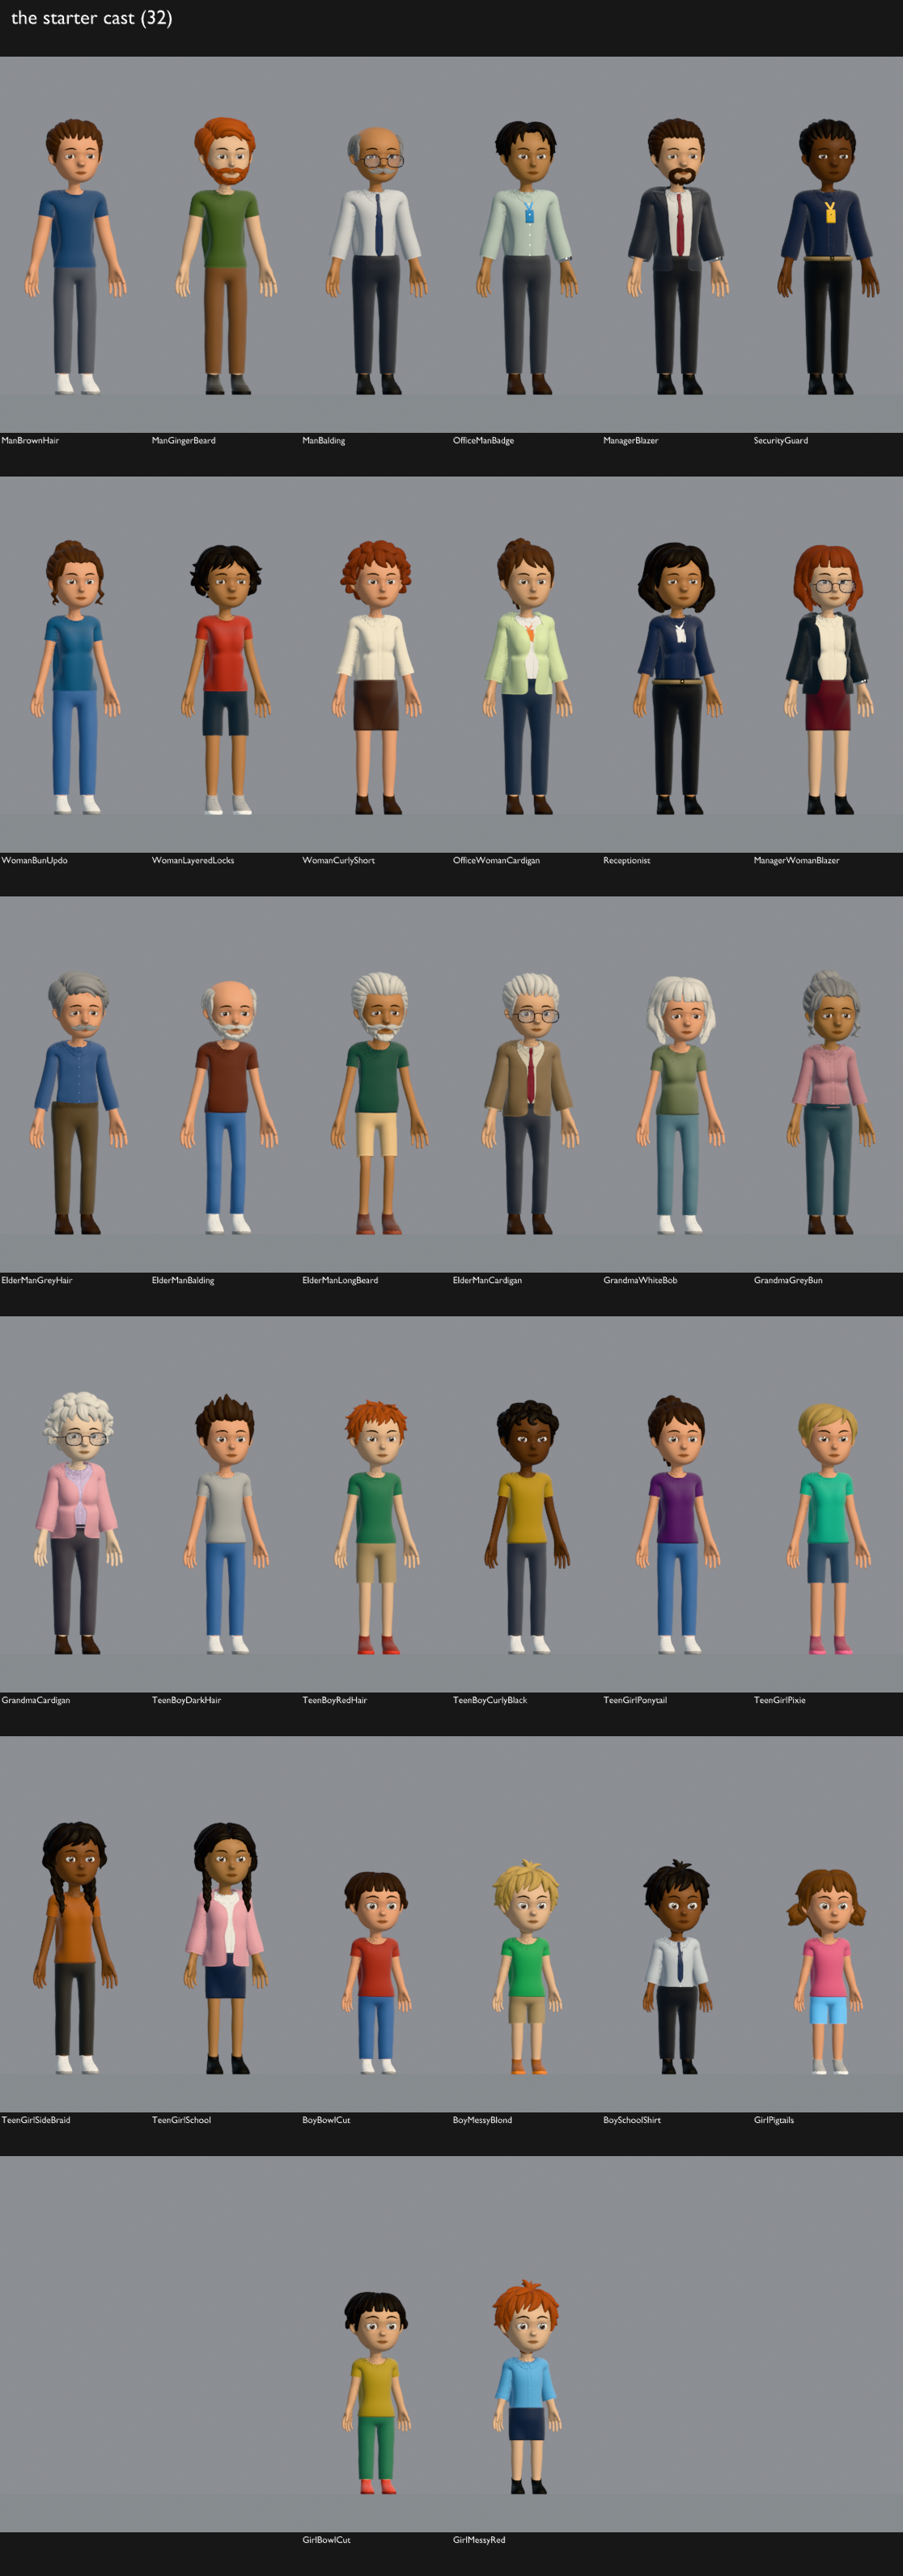 the starter cast (32)
ManBrownHair
ManGingerBeard
ManBalding
OfficeManBadge
ManagerBlazer
SecurityGuard
WomanBunUpdo
WomanLayeredLocks
WomanCurlyShort
OfficeWomanCardigan
Receptionist
ManagerWomanBlazer
ElderManGreyHair
ElderManBalding
ElderManLongBeard
ElderManCardigan
GrandmaWhiteBob
GrandmaGreyBun
GrandmaCardigan
TeenBoyDarkHair
TeenBoyRedHair
TeenBoyCurlyBlack
TeenGirlPonytail
TeenGirlPixie
TeenGirlSideBraid
TeenGirlSchool
BoyBowlCut
BoyMessyBlond
BoySchoolShirt
GirlPigtails
GirlBowlCut
GirlMessyRed